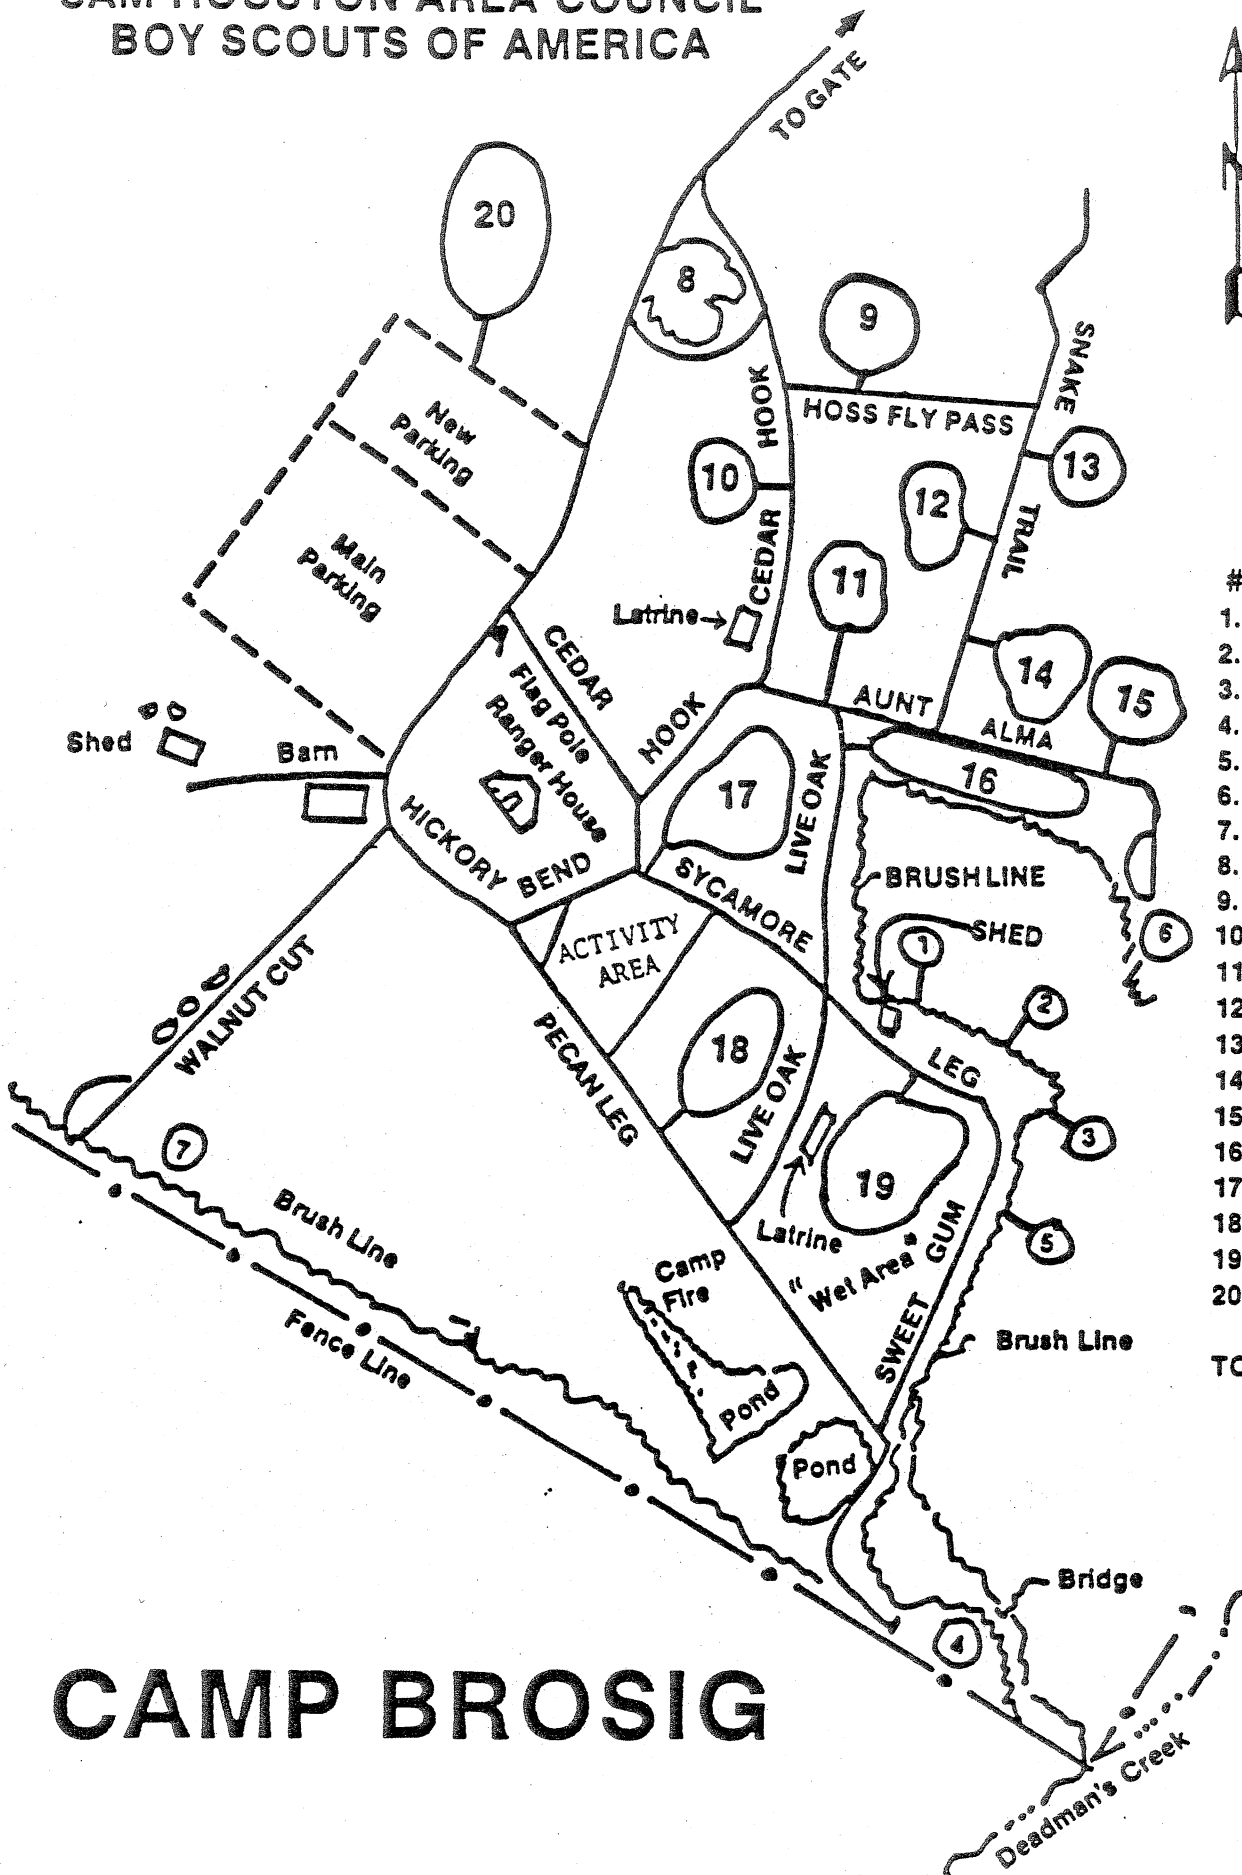 SAM HOUSTON AREA COUNCIL
BOY SCOUTS OF AMERICA
TO GATE
N
20
8
9
HOOK
HOSS FLY PASS
SNAKE
New
Parking
10
13
12
CEDAR
TRAIL
Main
Parking
11
Latrine
CEDAR
Flag Pole
Ranger House
HOOK
14
15
AUNT
ALMA
Shed
Barn
16
17
LIVE OAK
HICKORY
BEND
SYCAMORE
BRUSHLINE
SHED
1
6
ACTIVITY
AREA
WALNUT CUT
2
PECAN LEG
18
LIVE OAK
LEG
3
7
19
Latrine
5
GUM
Brush Line
Camp
Fire
"Wet Area"
SWEET
Brush Line
Fence Line
Pond
Pond
Bridge
4
CAMP BROSIG
Deadman's Creek
#
1.
2.
3.
4.
5.
6.
7.
8.
9.
10
11
12
13
14
15
16
17
18
19
20